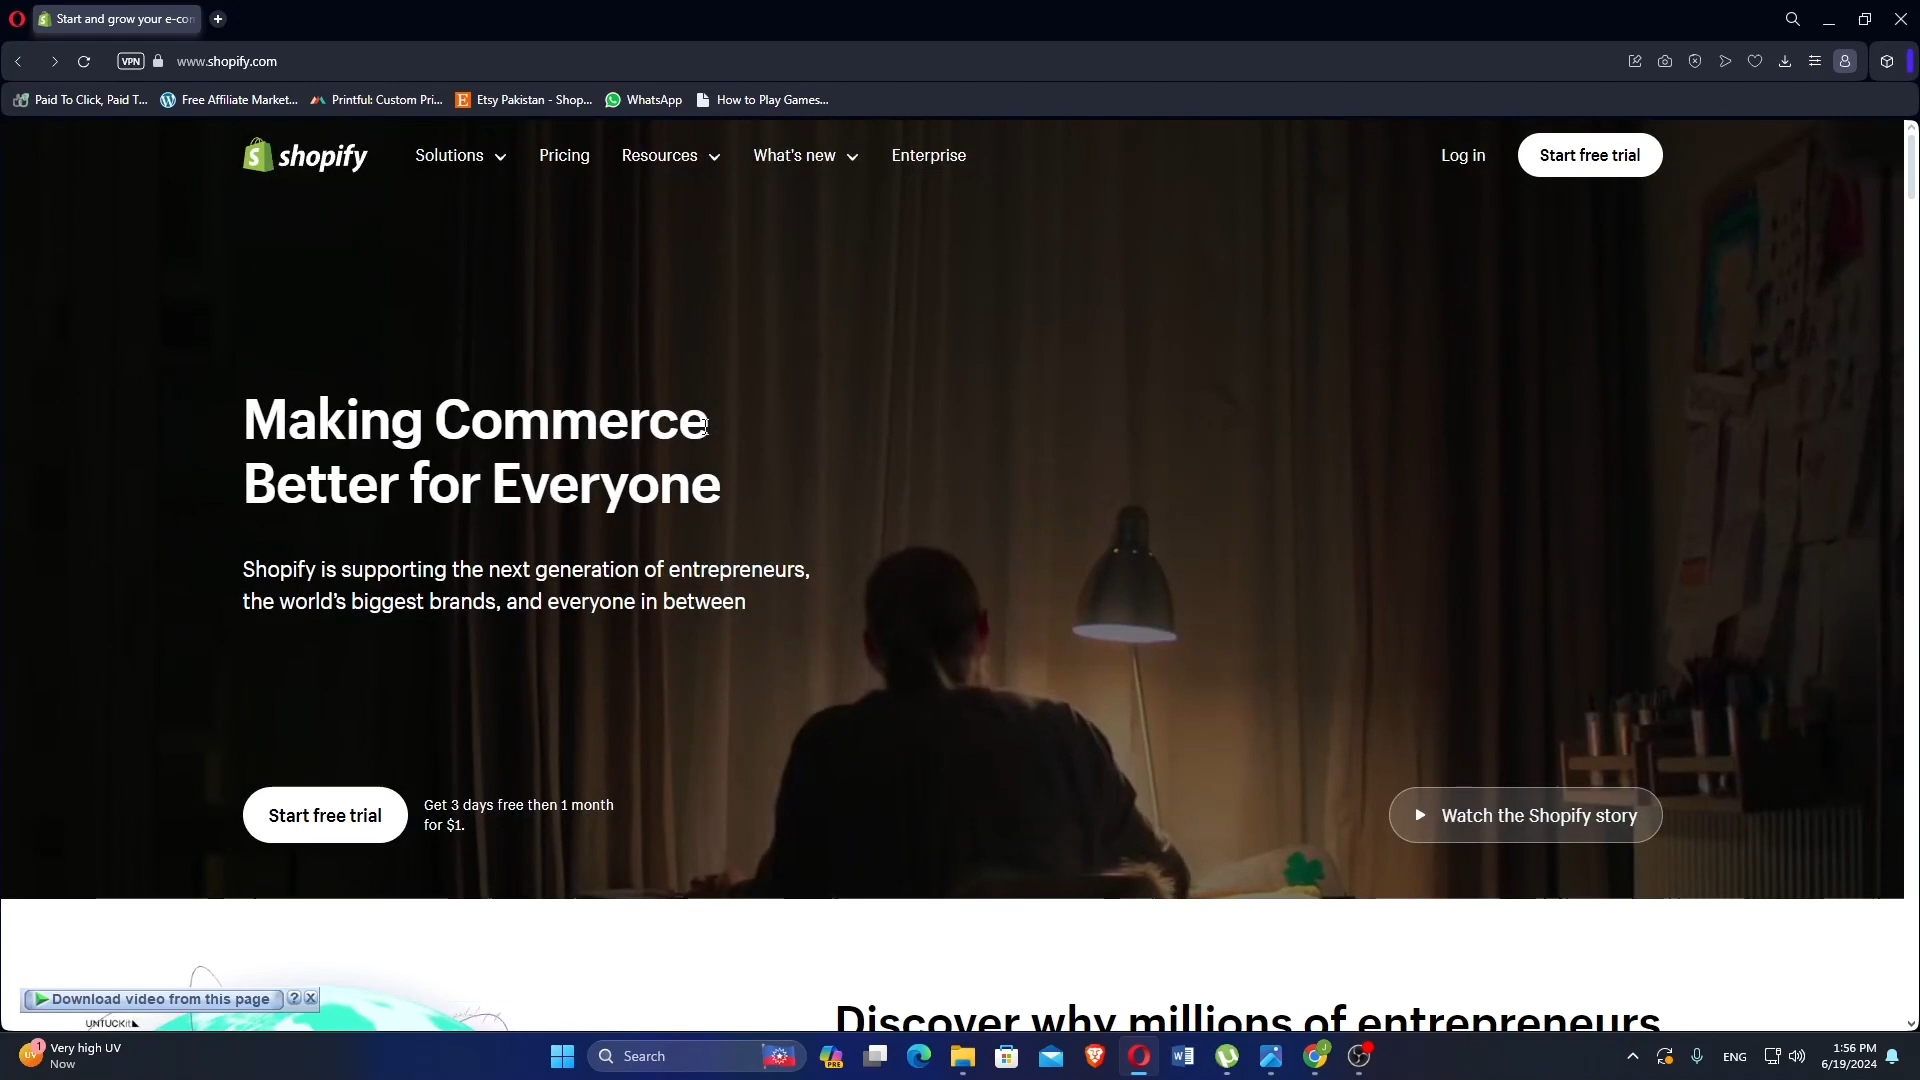 Start and grow your e-com
VPN
www.shopify.com
Paid To Click, Paid T...
Free Affiliate Market...
Printful: Custom Pri...
Etsy Pakistan - Shop...
WhatsApp
How to Play Games...
shopify
Solutions
Pricing
Resources
What's new
Enterprise
Log in
Start free trial
Making Commerce
Better for Everyone
Shopify is supporting the next generation of entrepreneurs,
the world's biggest brands, and everyone in between
Start free trial
Get 3 days free then 1 month
for $1.
Watch the Shopify story
Discover why millions of entrepreneurs
Download video from this page
?
UNTUCKit
1
UV
Very high UV
Now
Search
PRE
ENG
1:56 PM
6/19/2024